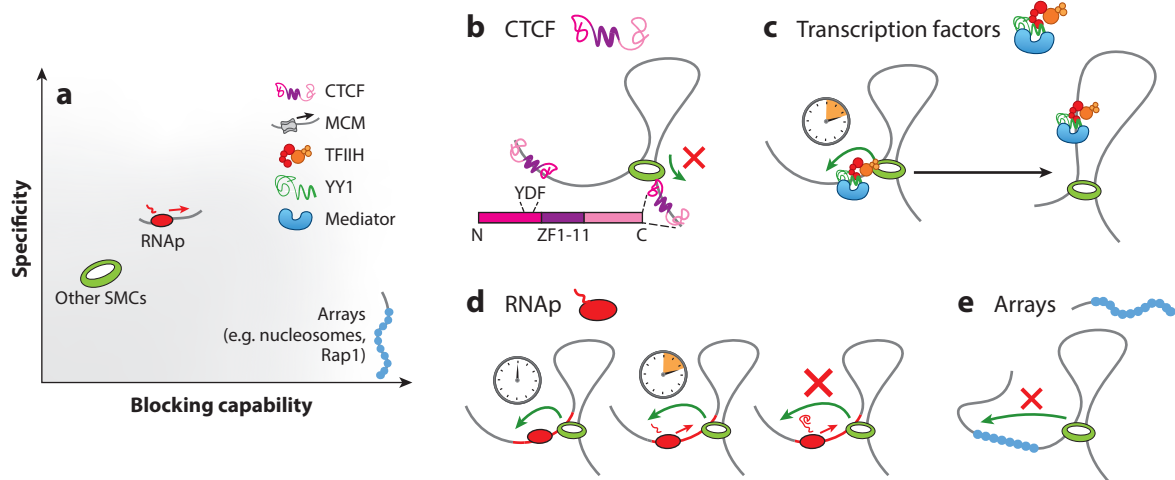 a
Specificity
Blocking capability
CTCF
MCM
TFIIH
YY1
Mediator
RNAp
Other SMCs
Arrays
(e.g. nucleosomes,
Rap1)
b CTCF
YDF
N
ZF1-11
C
c Transcription factors
d RNAp
e Arrays